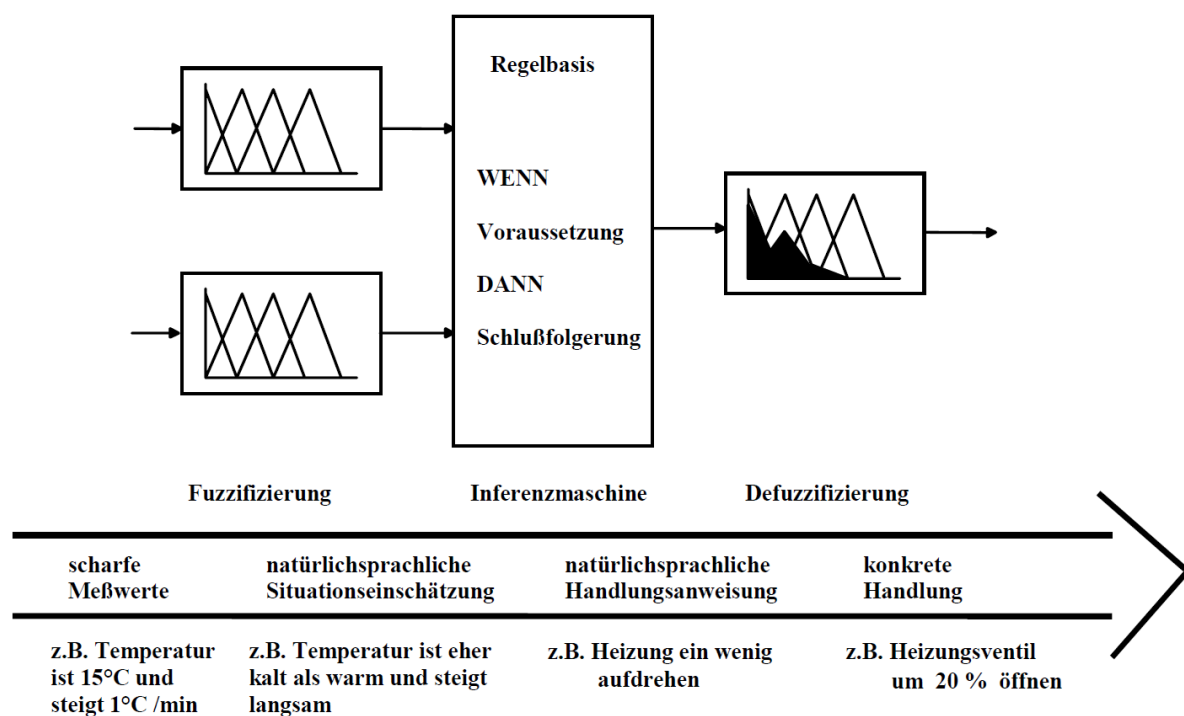 Regelbasis
WENN
Voraussetzung
DANN
Schlußfolgerung
Fuzzifizierung
Inferenzmaschine
Defuzzifizierung
scharfe
Meßwerte
natürlichsprachliche
Situationseinschätzung
natürlichsprachliche
Handlungsanweisung
konkrete
Handlung
z.B. Temperatur
ist 15°C und
steigt 1°C /min
z.B. Temperatur ist eher
kalt als warm und steigt
langsam
z.B. Heizung ein wenig
aufdrehen
z.B. Heizungsventil
um 20 % öffnen